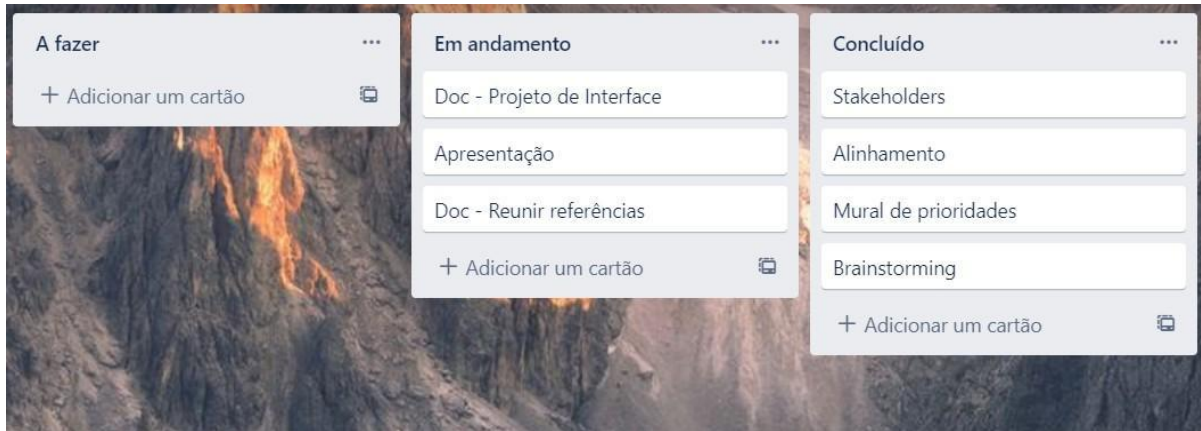 A fazer
+ Adicionar um cartão
Em andamento
Doc - Projeto de Interface
Apresentação
Doc - Reunir referências
+ Adicionar um cartão
Concluído
Stakeholders
Alinhamento
Mural de prioridades
Brainstorming
+ Adicionar um cartão